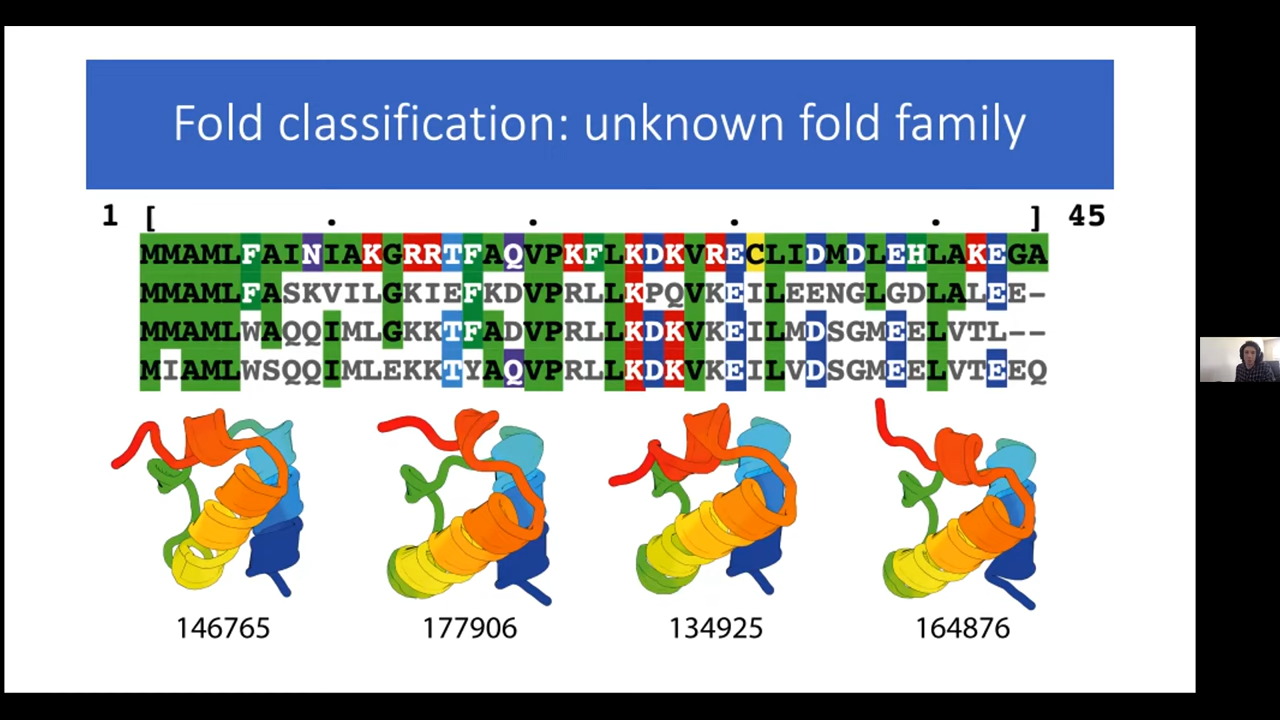 Fold classification: unknown fold family
1 [ . . . . ] 45
MMAMLFAINIAKGRRTFAQVPKFLKDKVRECLIDMDLEHLAKEGA
MMAMLFASKVILGKIEFKDVPRLLKPQVKEILEENGLGDLALEE-
MMAMLWAQQIMLGKKTFADVPRLLKDKVKEILMDSGMEELVTL--
MIAMLWSQQIMLEKKTYAQVPRLLKDKVKEILVDSGMEELVTEEQ
146765 177906 134925 164876